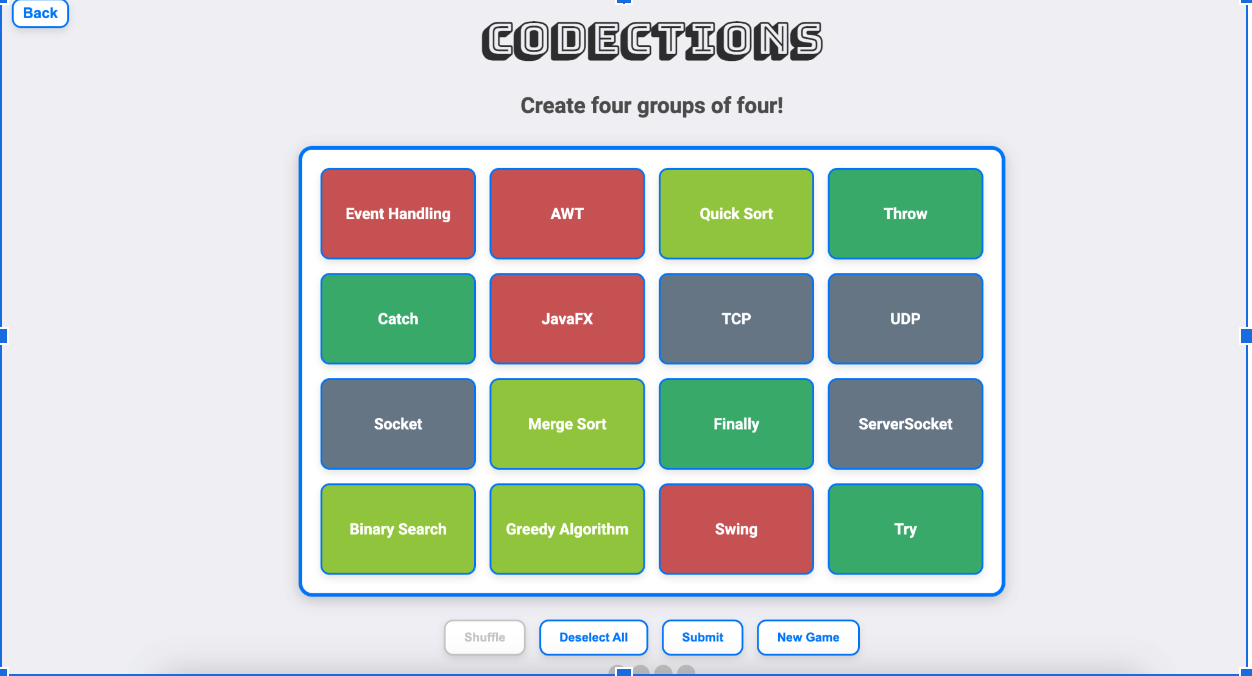 Back
CODECTIONS
Create four groups of four!
Event Handling
AWT
Quick Sort
Throw
Catch
JavaFX
TCP
UDP
Socket
Merge Sort
Finally
ServerSocket
Binary Search
Greedy Algorithm
Swing
Try
Shuffle
Deselect All
Submit
New Game